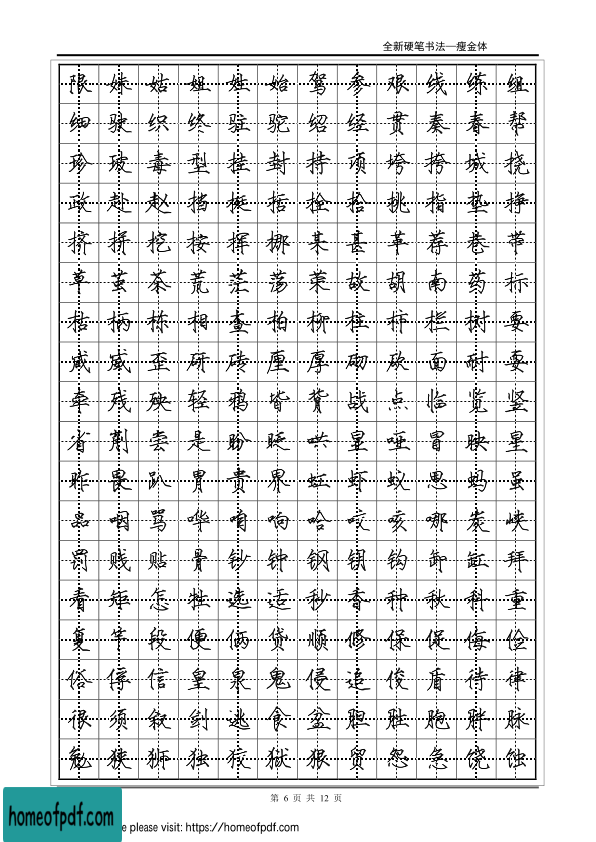 全新硬笔书法—瘦金体
限姝姑姐姓始驾参艰线练组
细驶织终驻驼绍经贯奏春帮
珍玻毒型挂封持项垮挎城挠
政赴赵挡挺括拴拾挑指垫挣
挤拼挖按挥挪某甚革荐巷带
草茧茶荒茫荡荣故胡南药标
枯柄栋相查柏柳柱柿栏树要
咸威歪研砖厘厚砌砍面耐耍
牵残殃轻鸦皆背战点临览竖
省削尝是盼眨哄显哑冒映星
昨畏趴胃贵界虹虾蚁思蚂虽
品咽骂哗咱响哈咬咳哪炭峡
罚贱贴骨钞钟钢钥钩卸缸拜
看矩怎牲选适秒香种秋科重
复竿段便俩贷顺修保促侮俭
俗俘信皇泉鬼侵追俊盾待律
很须叙剑逃食盆胆胜胞胖脉
勉狭狮独狡狱狠贸怨急饶蚀
第 6 页 共 12 页
homeofpdf.com
e please visit: https://homeofpdf.com